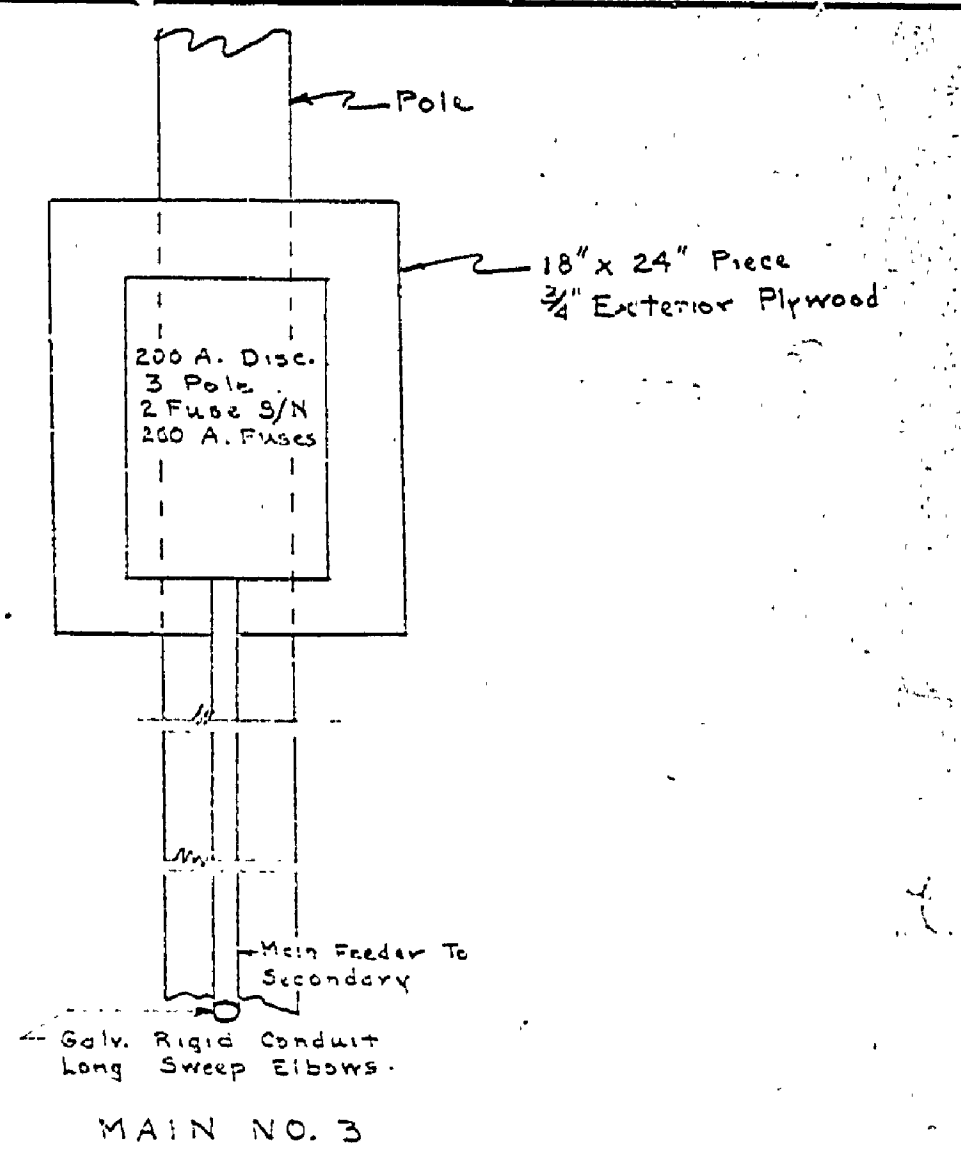 Pole
18" x 24" Piece
3/4" Exterior Plywood
200 A. Disc.
3 Pole
2 Fuse S/N
200 A. Fuses
Main Feeder To
Secondary
Galv. Rigid Conduit
Long Sweep Elbows.
MAIN NO. 3